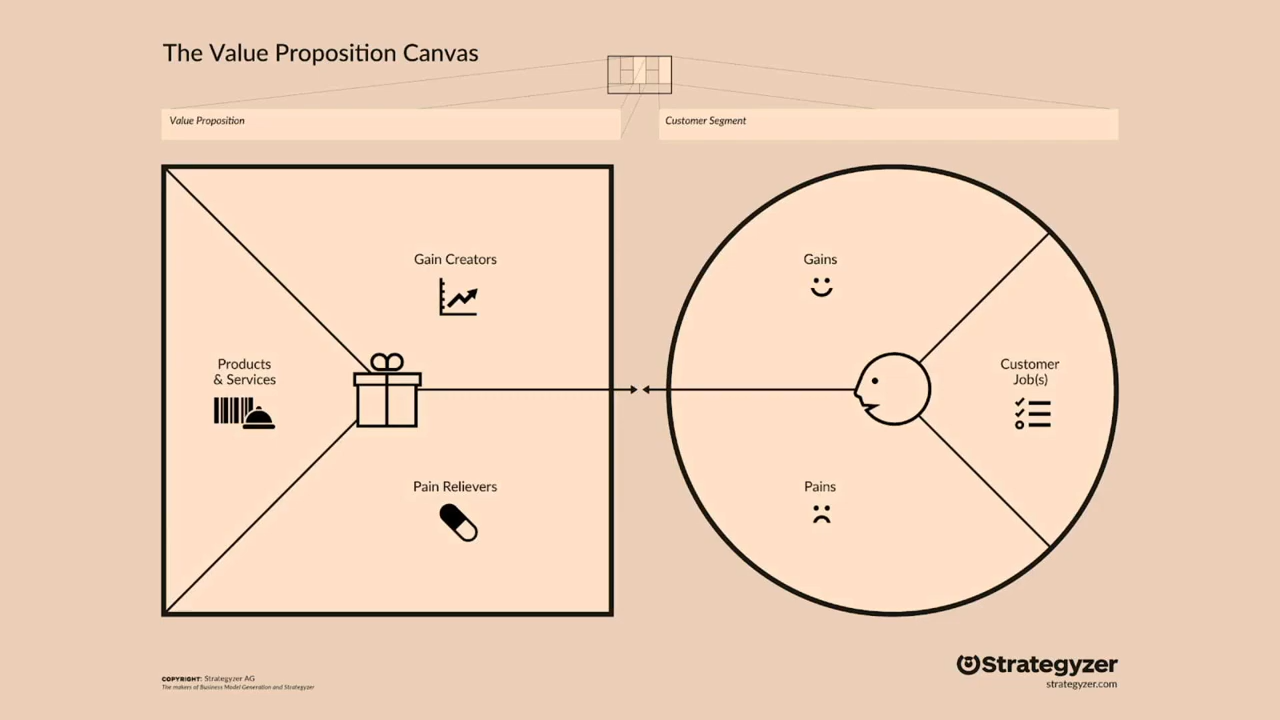 The Value Proposition Canvas
Value Proposition
Customer Segment
Gain Creators
Gains
Products
& Services
Customer
Job(s)
Pain Relievers
Pains
Strategyzer
strategyzer.com
COPYRIGHT: Strategyzer AG
The makers of Business Model Generation and Strategyzer